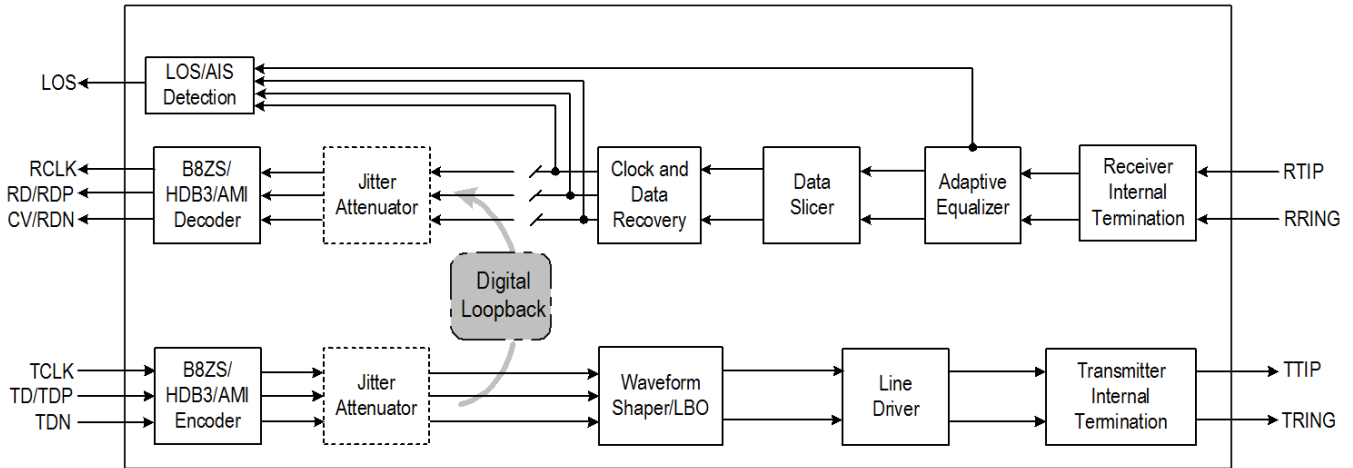 LOS
LOS/AIS
Detection
RCLK
RD/RDP
CV/RDN
B8ZS/
HDB3/AMI
Decoder
Jitter
Attenuator
Clock and
Data
Recovery
Data
Slicer
Adaptive
Equalizer
Receiver
Internal
Termination
RTIP
RRING
Digital
Loopback
TCLK
TD/TDP
TDN
B8ZS/
HDB3/AMI
Encoder
Jitter
Attenuator
Waveform
Shaper/LBO
Line
Driver
Transmitter
Internal
Termination
TTIP
TRING